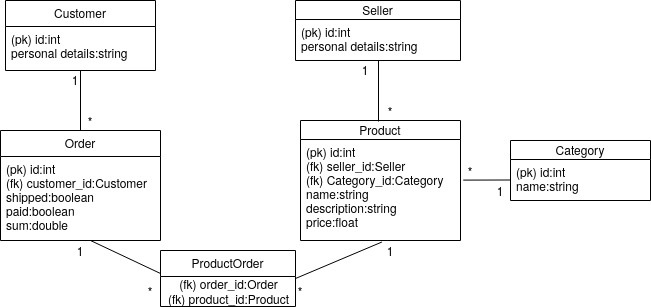 Customer
(pk) id:int
personal details:string
1
*
Seller
(pk) id:int
personal details:string
1
*
Order
(pk) id:int
(fk) customer_id:Customer
shipped:boolean
paid:boolean
sum:double
1
*
Product
(pk) id:int
(fk) seller_id:Seller
(fk) Category_id:Category
name:string
description:string
price:float
1
*
*
1
Category
(pk) id:int
name:string
ProductOrder
(fk) order_id:Order
(fk) product_id:Product